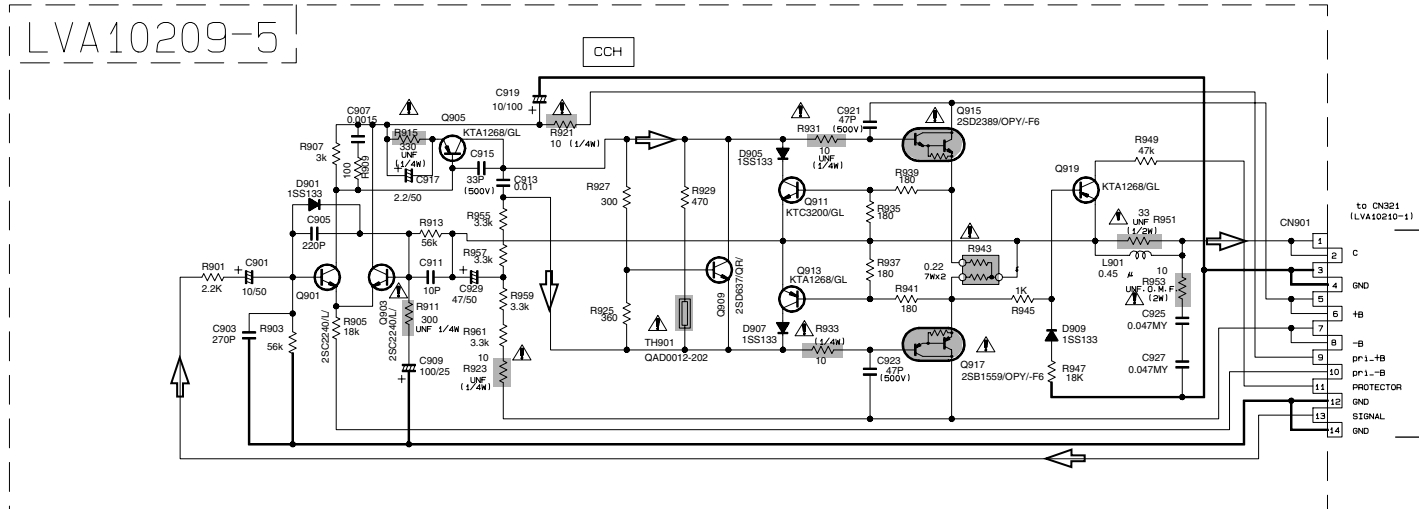 LVA10209-5
CCH
C919
10/100
+
R921
10 (1/4W)
C907
0.0015
R915
330
UNF
(1/4W)
+
C917
2.2/50
Q905
KTA1268/GL
R907
3k
100
R909
C915
33P
(500V)
C913
0.01
D901
1SS133
C905
220P
R913
56k
R955
3.3k
R957
3.3k
C911
10P
+
C929
47/50
R959
3.3k
R961
3.3k
10
R923
UNF
(1/4W)
R901
2.2K
+
C901
10/50
Q901
2SC2240/L/
Q903
2SC2240/L/
R911
300
UNF 1/4W
C903
270P
R903
56k
R905
18k
C909
100/25
+
R927
300
R929
470
R925
360
TH901
QAD0012-202
Q909
2SD637/QR/
D905
1SS133
R931
10
UNF
(1/4W)
C921
47P
(500V)
Q915
2SD2389/OPY/-F6
Q911
KTC3200/GL
R939
180
R935
180
R937
180
Q913
KTA1268/GL
R941
180
D907
1SS133
R933
(1/4W)
10
C923
47P
(500V)
Q917
2SB1559/OPY/-F6
R943
0.22
7Wx2
1K
R945
D909
1SS133
R947
18K
Q919
KTA1268/GL
R949
47k
33
UNF
(1/2W)
R951
L901
0.45 μ
10
R953
UNF.O.M.F.
(2W)
C925
0.047MY
C927
0.047MY
to CN321
(LVA10210-1)
CN901
1
2 C
3
4 GND
5
6 +B
7
8 -B
9 pri_+B
10 pri_-B
11 PROTECTOR
12 GND
13 SIGNAL
14 GND